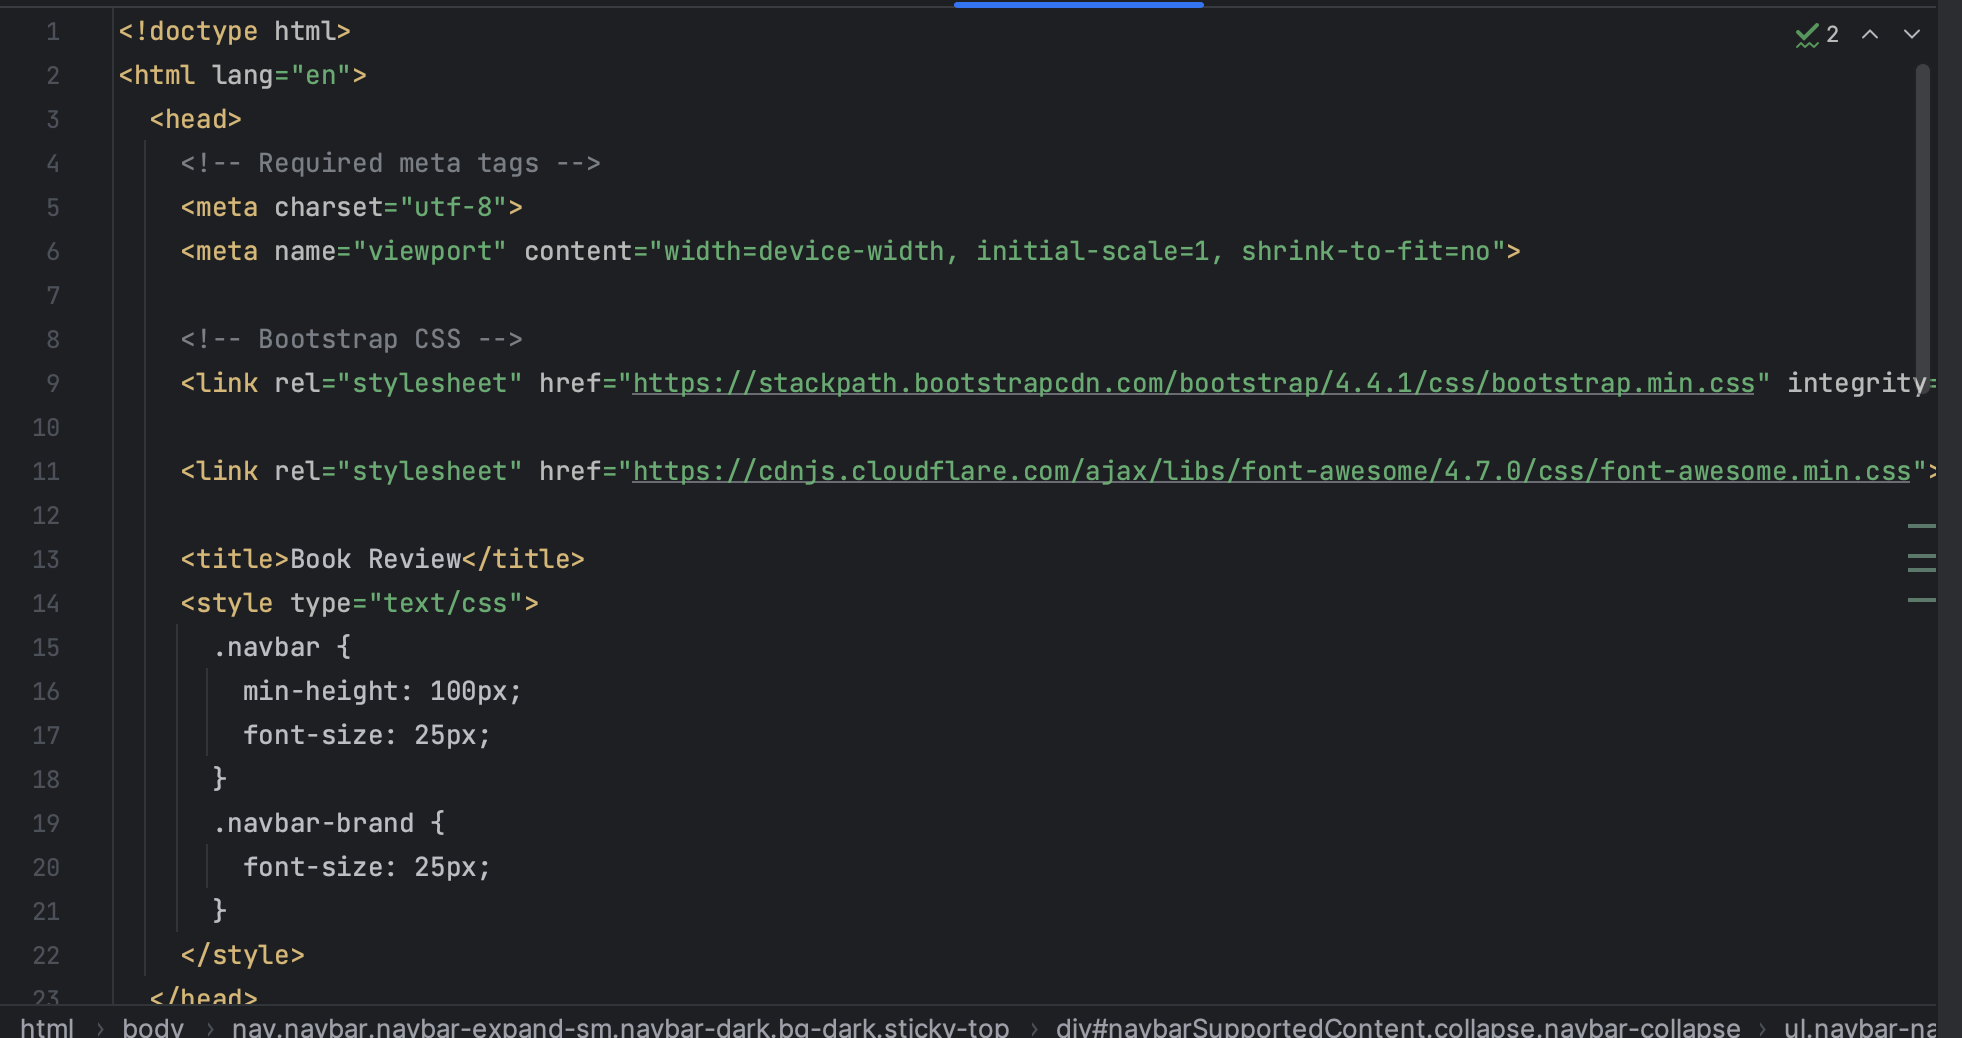 2
1 <!doctype html>
2 <html lang="en">
3   <head>
4     <!-- Required meta tags -->
5     <meta charset="utf-8">
6     <meta name="viewport" content="width=device-width, initial-scale=1, shrink-to-fit=no">
7
8     <!-- Bootstrap CSS -->
9     <link rel="stylesheet" href="https://stackpath.bootstrapcdn.com/bootstrap/4.4.1/css/bootstrap.min.css" integrity=
10
11     <link rel="stylesheet" href="https://cdnjs.cloudflare.com/ajax/libs/font-awesome/4.7.0/css/font-awesome.min.css">
12
13     <title>Book Review</title>
14     <style type="text/css">
15       .navbar {
16         min-height: 100px;
17         font-size: 25px;
18       }
19       .navbar-brand {
20         font-size: 25px;
21       }
22     </style>
23   </head>
html › body › nav.navbar.navbar-expand-sm.navbar-dark.bg-dark.sticky-top › div#navbarSupportedContent.collapse.navbar-collapse › ul.navbar-na